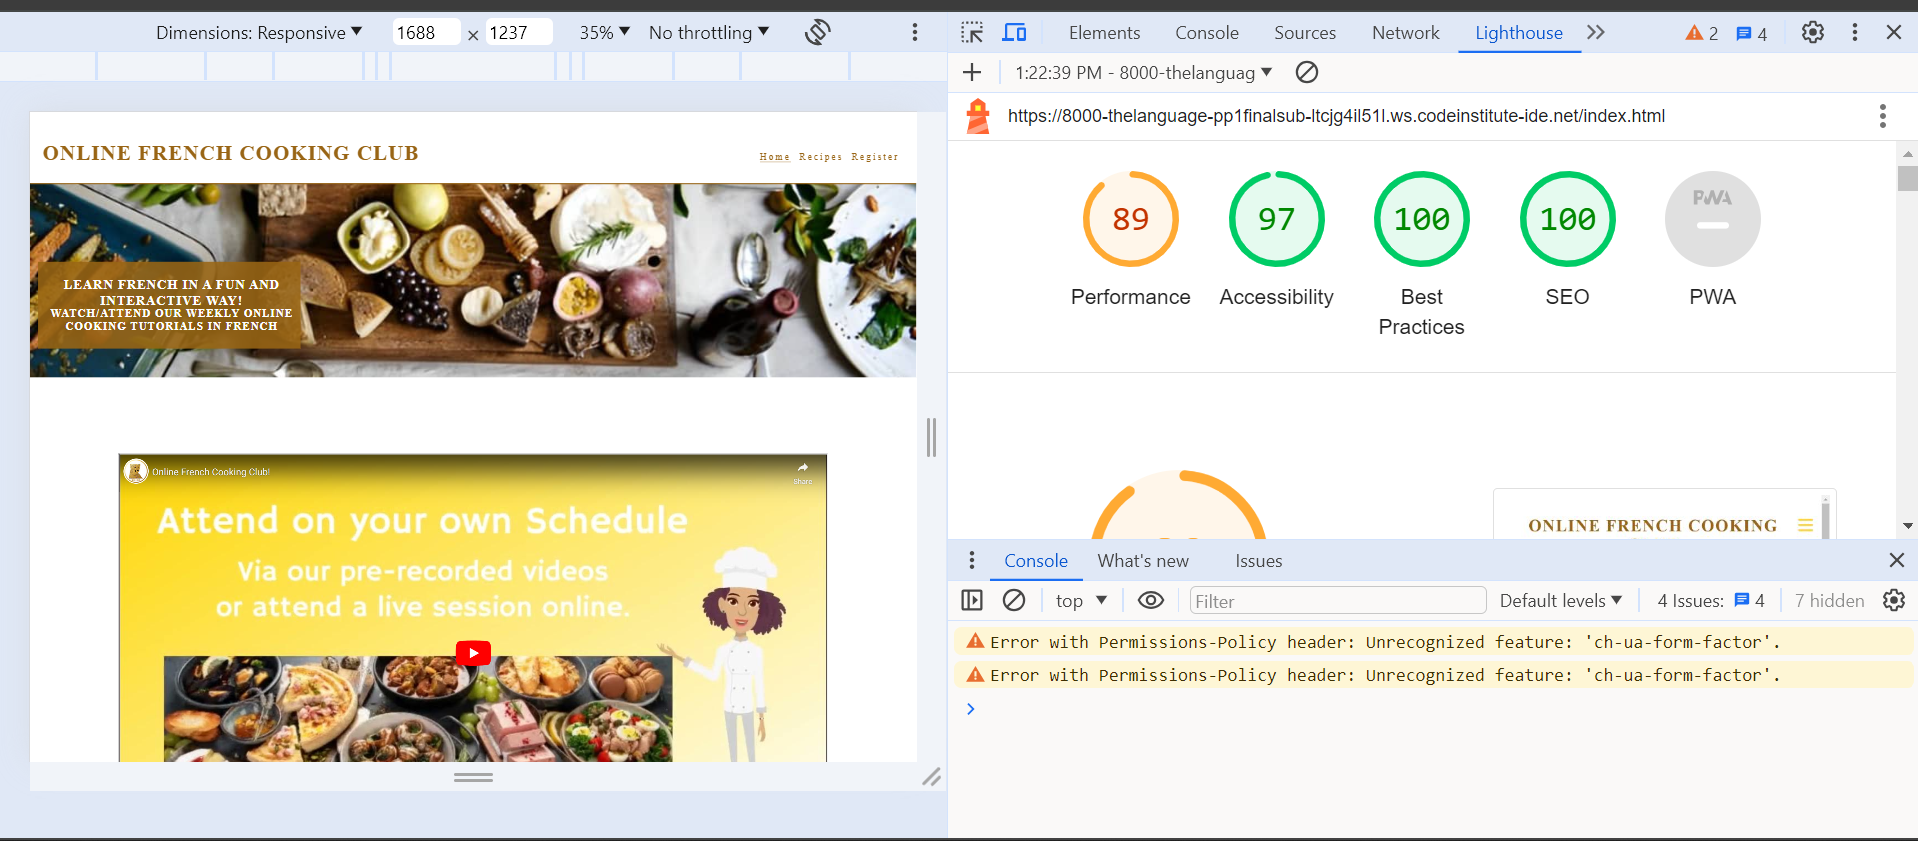 Dimensions: Responsive ▼ 1688 × 1237 35% ▼ No throttling ▼
Elements Console Sources Network Lighthouse 2 4
1:22:39 PM - 8000-thelanguag ▼
https://8000-thelanguage-pp1finalsub-ltcjg4il51l.ws.codeinstitute-ide.net/index.html
ONLINE FRENCH COOKING CLUB
Home Recipes Register
LEARN FRENCH IN A FUN AND
INTERACTIVE WAY!
WATCH/ATTEND OUR WEEKLY ONLINE
COOKING TUTORIALS IN FRENCH
Online French Cooking Club!
Share
Attend on your own Schedule
Via our pre-recorded videos
or attend a live session online.
89 97 100 100 PWA
Performance Accessibility Best SEO PWA
Practices
ONLINE FRENCH COOKING
Console What's new Issues
top ▼ Filter Default levels ▼ 4 Issues: 4 7 hidden
Error with Permissions-Policy header: Unrecognized feature: 'ch-ua-form-factor'.
Error with Permissions-Policy header: Unrecognized feature: 'ch-ua-form-factor'.